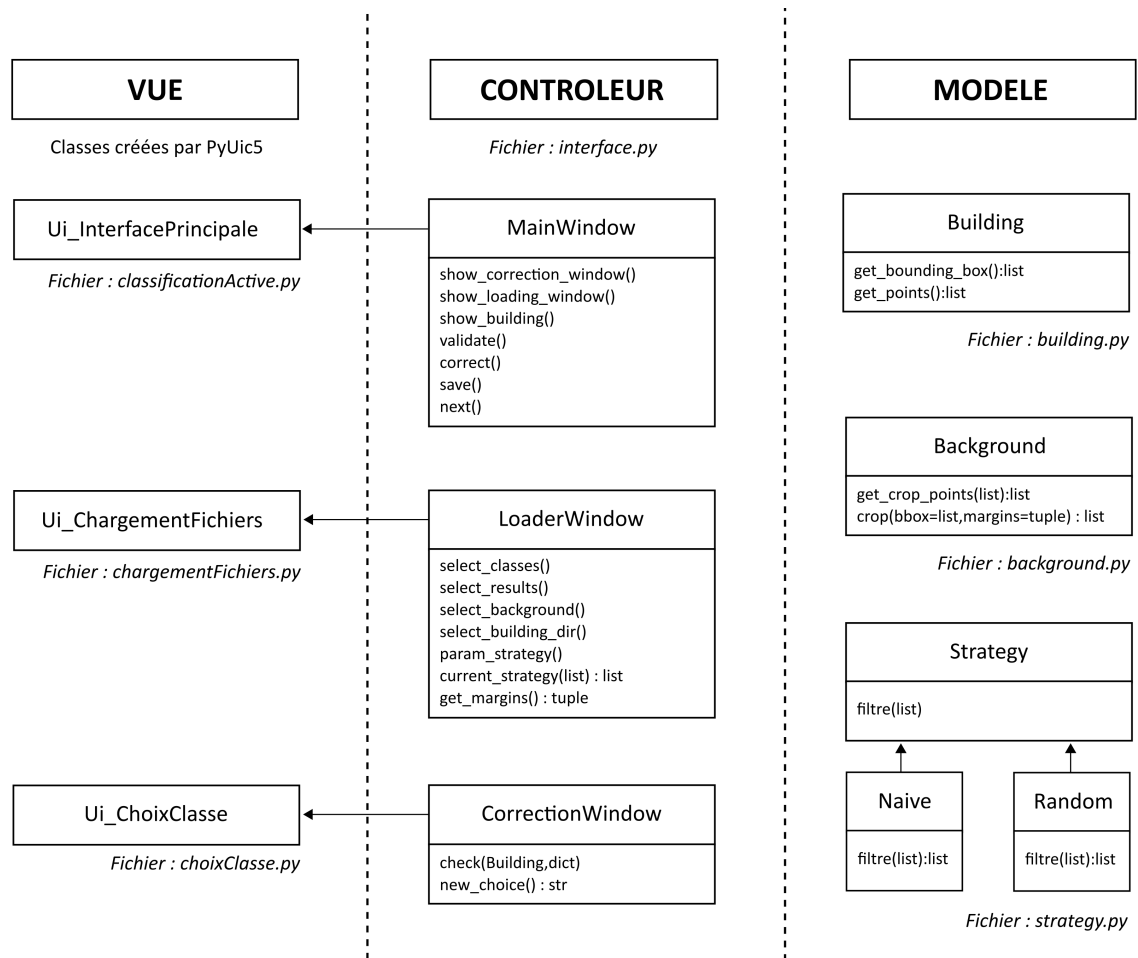 VUE
Classes créées par PyUic5
Ui_InterfacePrincipale
Fichier : classificationActive.py
Ui_ChargementFichiers
Fichier : chargementFichiers.py
Ui_ChoixClasse
Fichier : choixClasse.py
CONTROLEUR
Fichier : interface.py
MainWindow
show_correction_window()
show_loading_window()
show_building()
validate()
correct()
save()
next()
LoaderWindow
select_classes()
select_results()
select_background()
select_building_dir()
param_strategy()
current_strategy(list) : list
get_margins() : tuple
CorrectionWindow
check(Building,dict)
new_choice() : str
MODELE
Building
get_bounding_box():list
get_points():list
Fichier : building.py
Background
get_crop_points(list):list
crop(bbox=list,margins=tuple) : list
Fichier : background.py
Strategy
filtre(list)
Naive
filtre(list):list
Random
filtre(list):list
Fichier : strategy.py